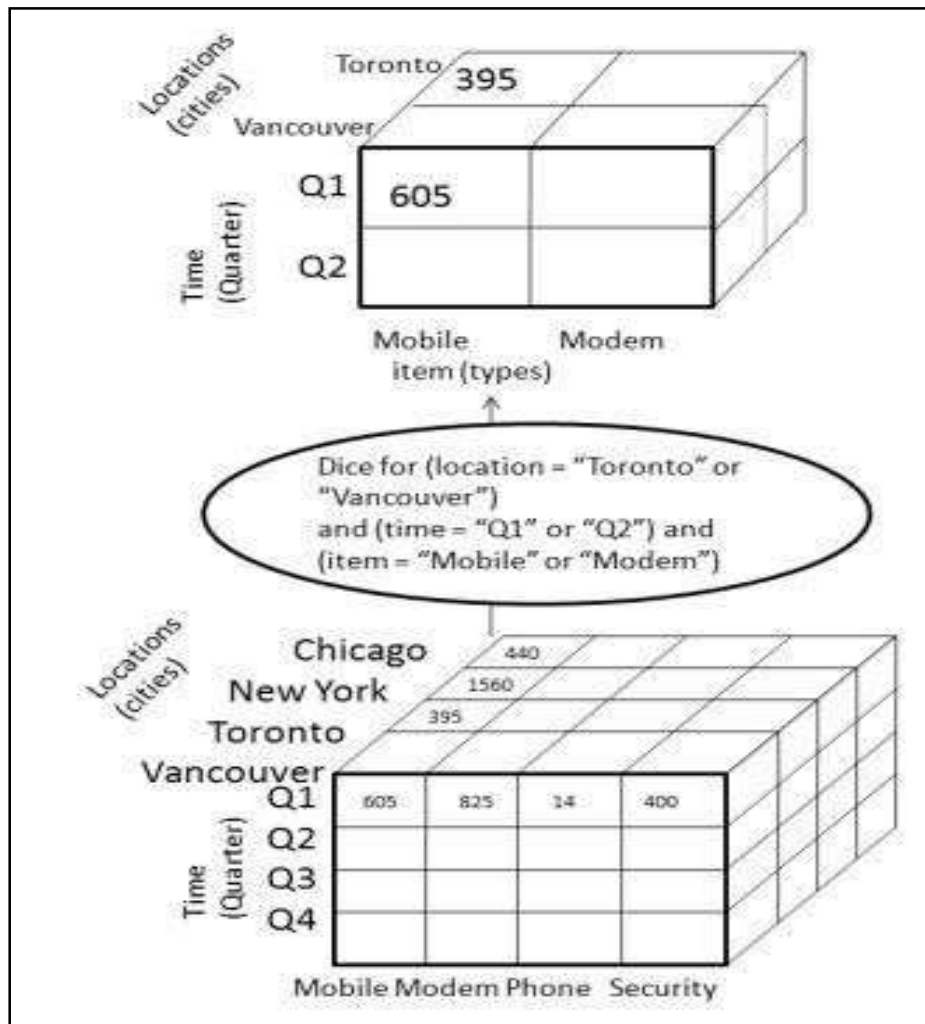 Locations
(cities)
Toronto
395
Vancouver
Time
(Quarter)
Q1
605
Q2
Mobile Modem
item (types)
Dice for (location = “Toronto” or
“Vancouver”)
and (time = “Q1” or “Q2”) and
(item = “Mobile” or “Modem”)
Locations
(cities)
Chicago 440
New York 1560
Toronto 395
Vancouver
Time
(Quarter)
Q1 605 825 14 400
Q2
Q3
Q4
Mobile Modem Phone Security